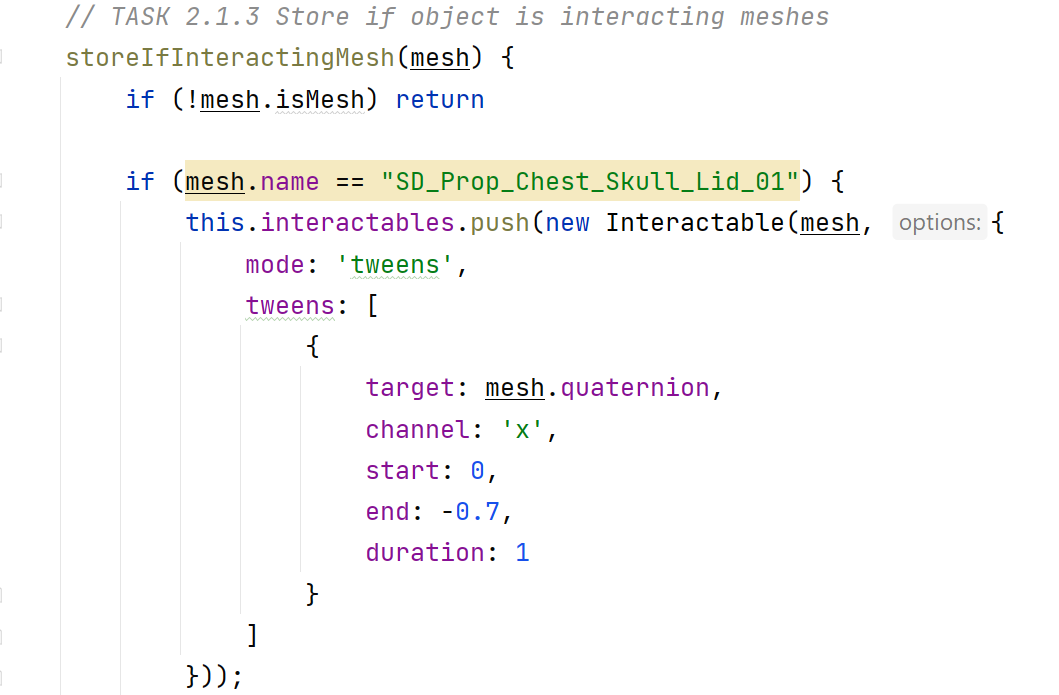 // TASK 2.1.3 Store if object is interacting meshes
storeIfInteractingMesh(mesh) {
if (!mesh.isMesh) return
if (mesh.name == "SD_Prop_Chest_Skull_Lid_01") {
this.interactables.push(new Interactable(mesh, options: {
mode: 'tweens',
tweens: [
{
target: mesh.quaternion,
channel: 'x',
start: 0,
end: -0.7,
duration: 1
}
]
}));